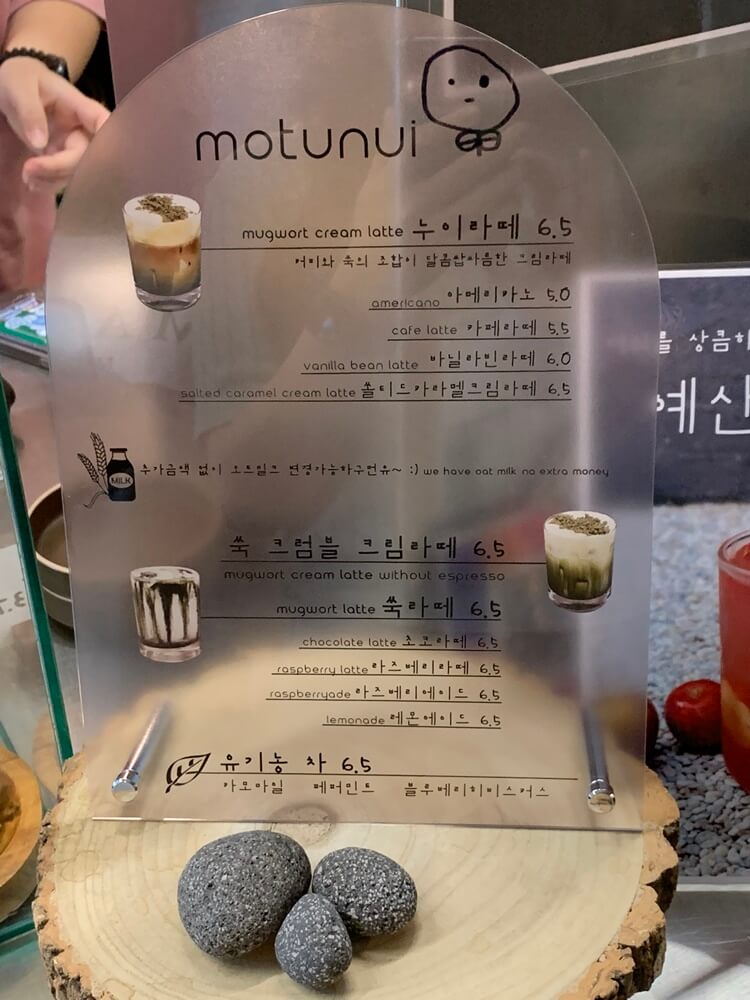 motunui
mugwort cream latte 누이라떼 6.5
커피와 쑥의 조합이 달콤쌉싸름한 크림라떼
americano 아메리카노 5.0
cafe latte 카페라떼 5.5
vanilla bean latte 바닐라빈라떼 6.0
salted caramel cream latte 쏠티드카라멜크림라떼 6.5
MILK
추가금액 없이 오트밀크 변경가능하구먼유~ :) we have oat milk no extra money
쑥 크럼블 크림라떼 6.5
mugwort cream latte without espresso
mugwort latte 쑥라떼 6.5
chocolate latte 초코라떼 6.5
raspberry latte 라즈베리라떼 6.5
raspberryade 라즈베리에이드 6.5
lemonade 레몬에이드 6.5
유기농 차 6.5
카모마일 페퍼민트 블루베리히비스커스
를 상큼하
예산